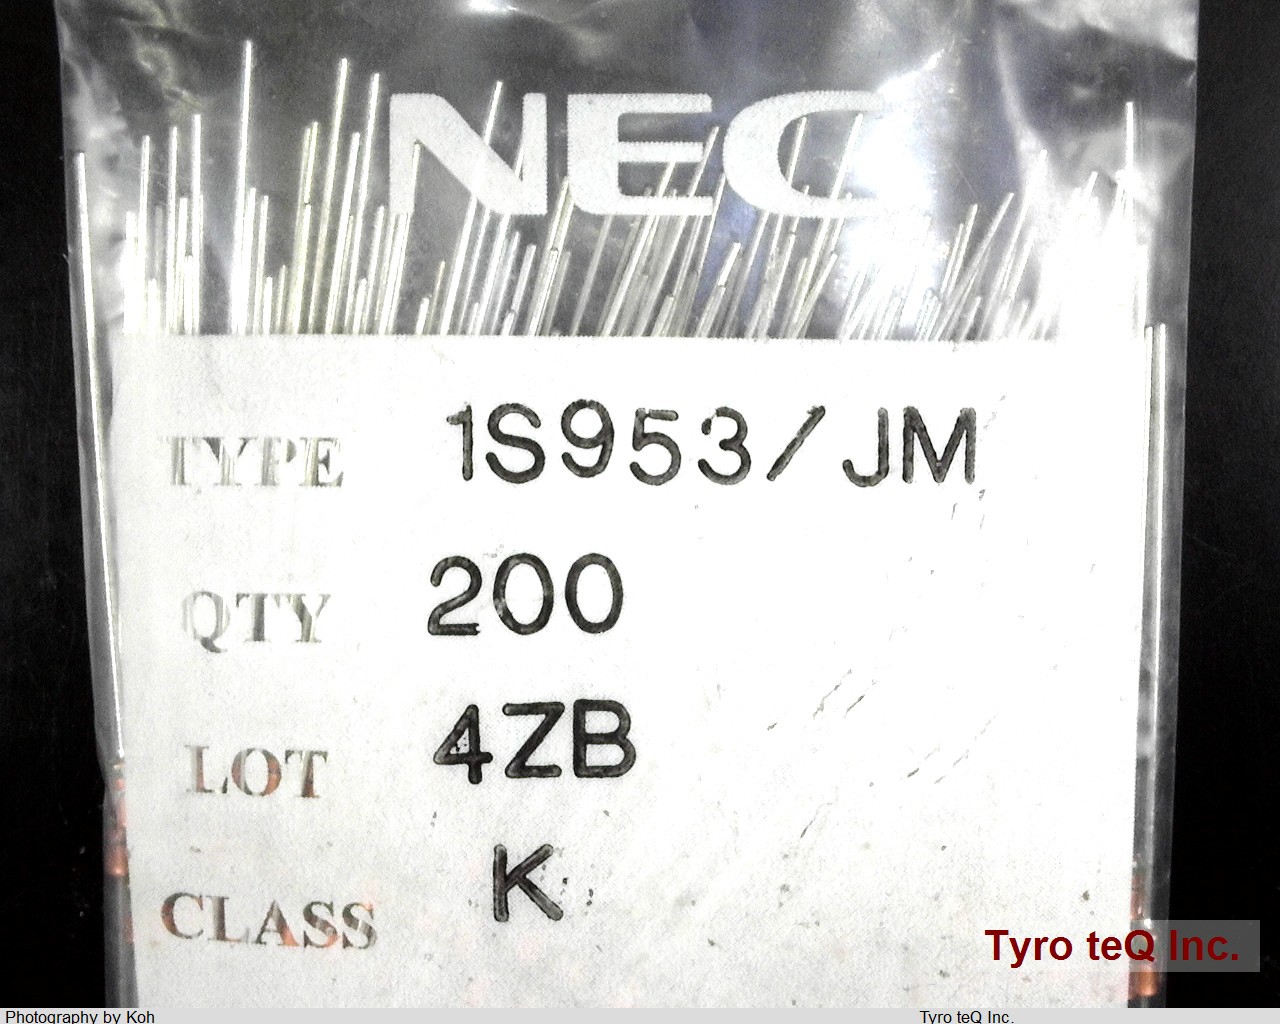 NEC
TYPE 1S953/JM
QTY 200
LOT 4ZB
CLASS K
Tyro teQ Inc.
Photography by Koh Tyro teQ Inc.